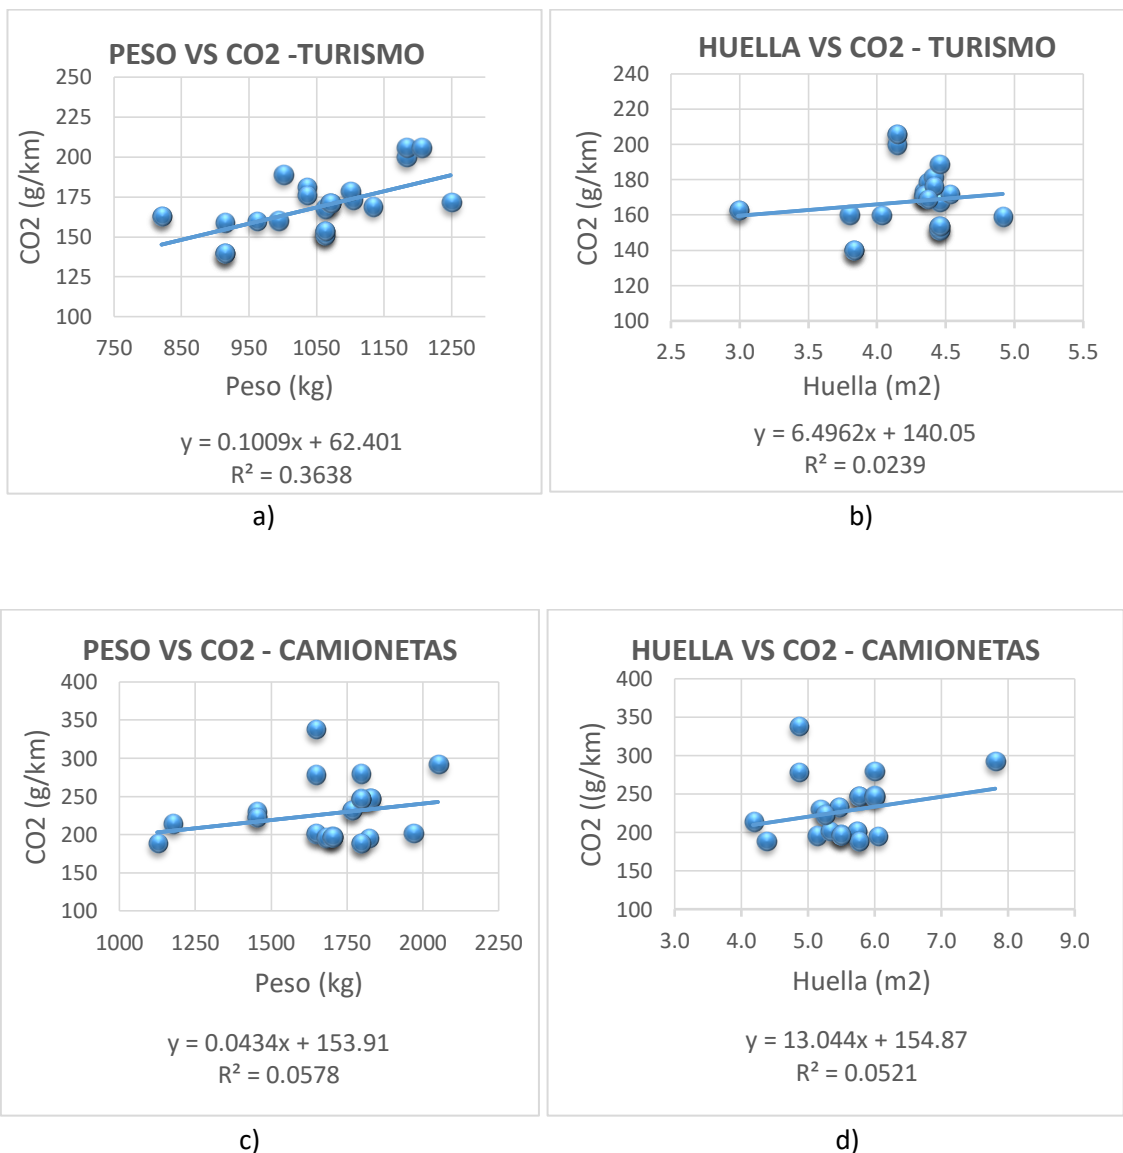 PESO VS CO2 -TURISMO
250
225
200
175
150
125
100
CO2 (g/km)
750 850 950 1050 1150 1250
Peso (kg)
y = 0.1009x + 62.401
R² = 0.3638
a)
HUELLA VS CO2 - TURISMO
240
220
200
180
160
140
120
100
CO2 (g/km)
2.5 3.0 3.5 4.0 4.5 5.0 5.5
Huella (m2)
y = 6.4962x + 140.05
R² = 0.0239
b)
PESO VS CO2 - CAMIONETAS
400
350
300
250
200
150
100
CO2 (g/km)
1000 1250 1500 1750 2000 2250
Peso (kg)
y = 0.0434x + 153.91
R² = 0.0578
c)
HUELLA VS CO2 - CAMIONETAS
400
350
300
250
200
150
100
CO2 ((g/km)
3.0 4.0 5.0 6.0 7.0 8.0 9.0
Huella (m2)
y = 13.044x + 154.87
R² = 0.0521
d)